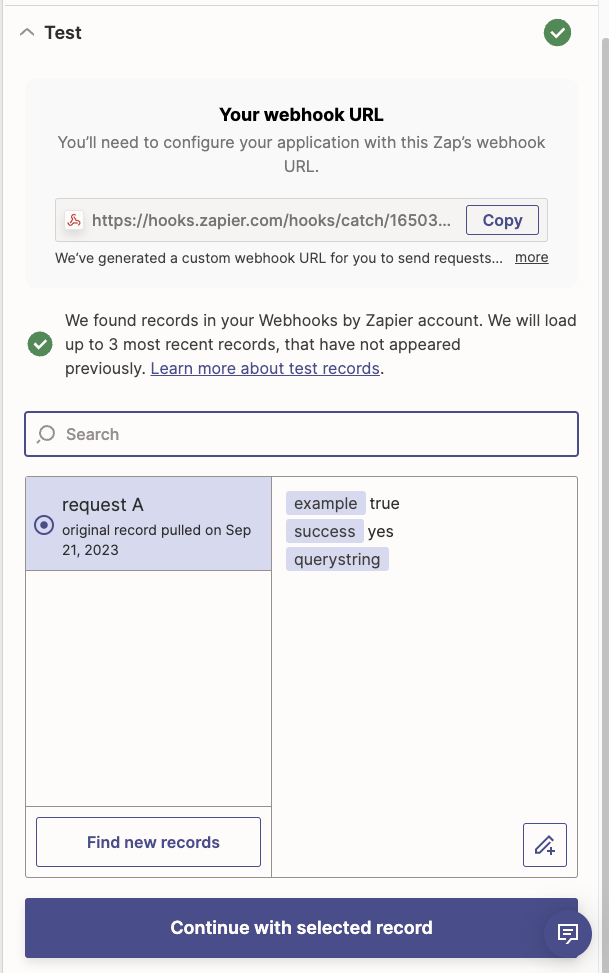 Test
Your webhook URL
You’ll need to configure your application with this Zap’s webhook
URL.
https://hooks.zapier.com/hooks/catch/16503... Copy
We’ve generated a custom webhook URL for you to send requests... more
We found records in your Webhooks by Zapier account. We will load
up to 3 most recent records, that have not appeared
previously. Learn more about test records.
Search
request A
original record pulled on Sep
21, 2023
example true
success yes
querystring
Find new records
Continue with selected record